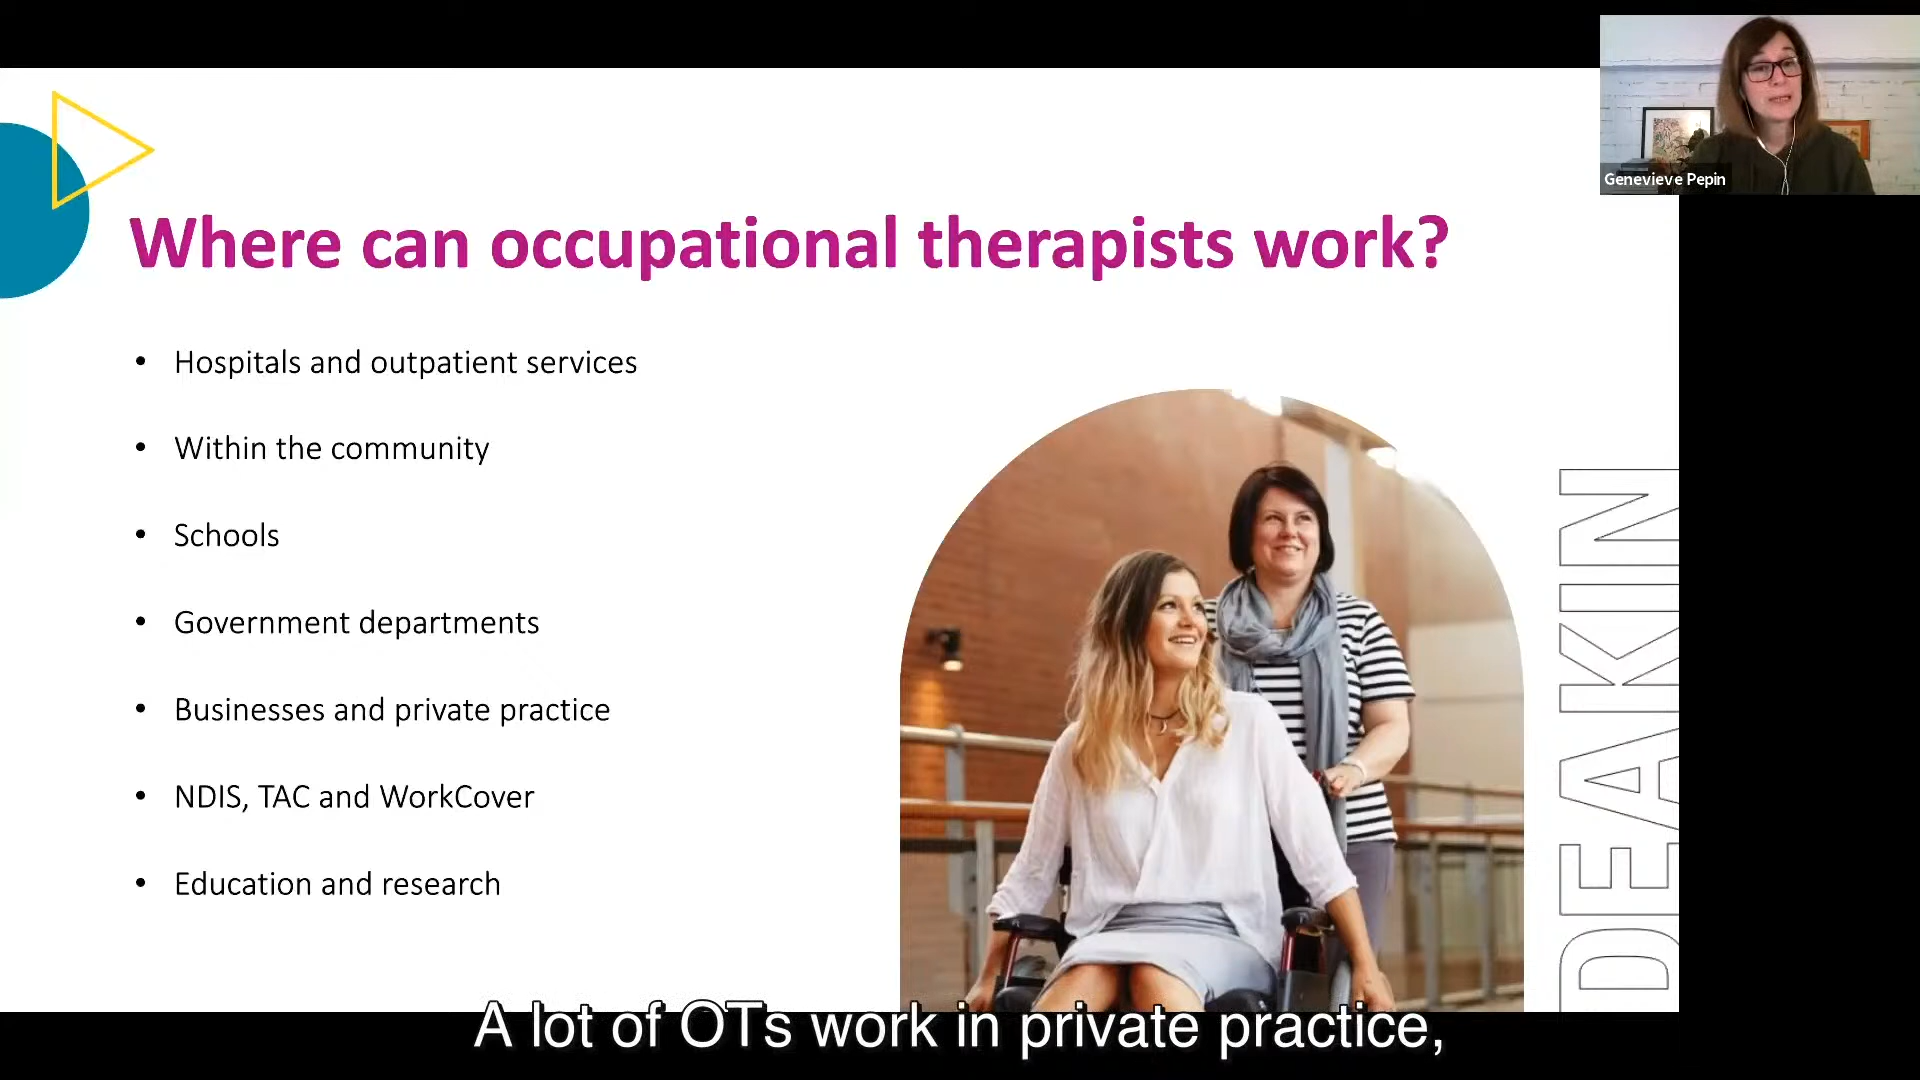 Genevieve Pepin
Where can occupational therapists work?
• Hospitals and outpatient services
• Within the community
• Schools
• Government departments
• Businesses and private practice
• NDIS, TAC and WorkCover
• Education and research
DEAKIN
A lot of OTs work in private practice,